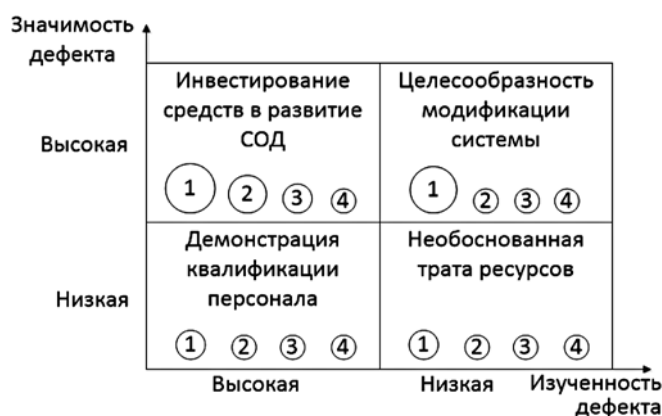 Значимость
дефекта
Инвестирование
средств в развитие
СОД
Целесообразность
модификации
системы
Высокая
1 2 3 4
1 2 3 4
Демонстрация
квалификации
персонала
Необоснованная
трата ресурсов
Низкая
1 2 3 4
1 2 3 4
Высокая
Низкая
Изученность
дефекта